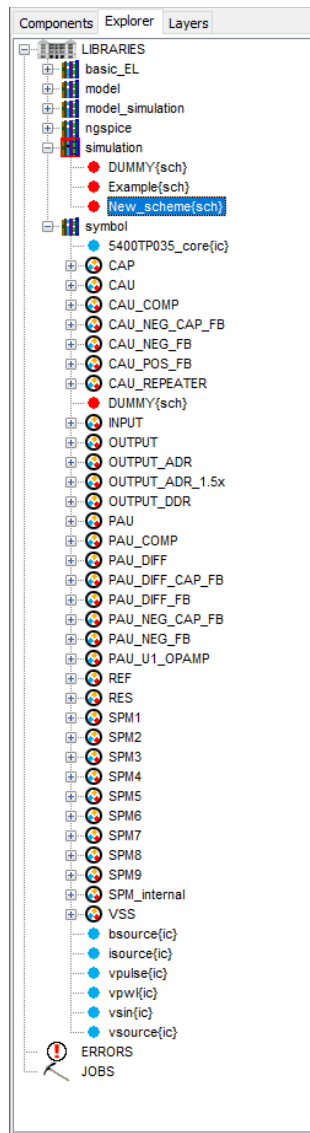 Components Explorer Layers
LIBRARIES
basic_EL
model
model_simulation
ngspice
simulation
DUMMY{sch}
Example{sch}
New_scheme{sch}
symbol
5400TP035_core{ic}
CAP
CAU
CAU_COMP
CAU_NEG_CAP_FB
CAU_NEG_FB
CAU_POS_FB
CAU_REPEATER
DUMMY{sch}
INPUT
OUTPUT
OUTPUT_ADR
OUTPUT_ADR_1.5x
OUTPUT_DDR
PAU
PAU_COMP
PAU_DIFF
PAU_DIFF_CAP_FB
PAU_DIFF_FB
PAU_NEG_CAP_FB
PAU_NEG_FB
PAU_U1_OPAMP
REF
RES
SPM1
SPM2
SPM3
SPM4
SPM5
SPM6
SPM7
SPM8
SPM9
SPM_internal
VSS
bsource{ic}
isource{ic}
vpulse{ic}
vpwl{ic}
vsin{ic}
vsource{ic}
ERRORS
JOBS